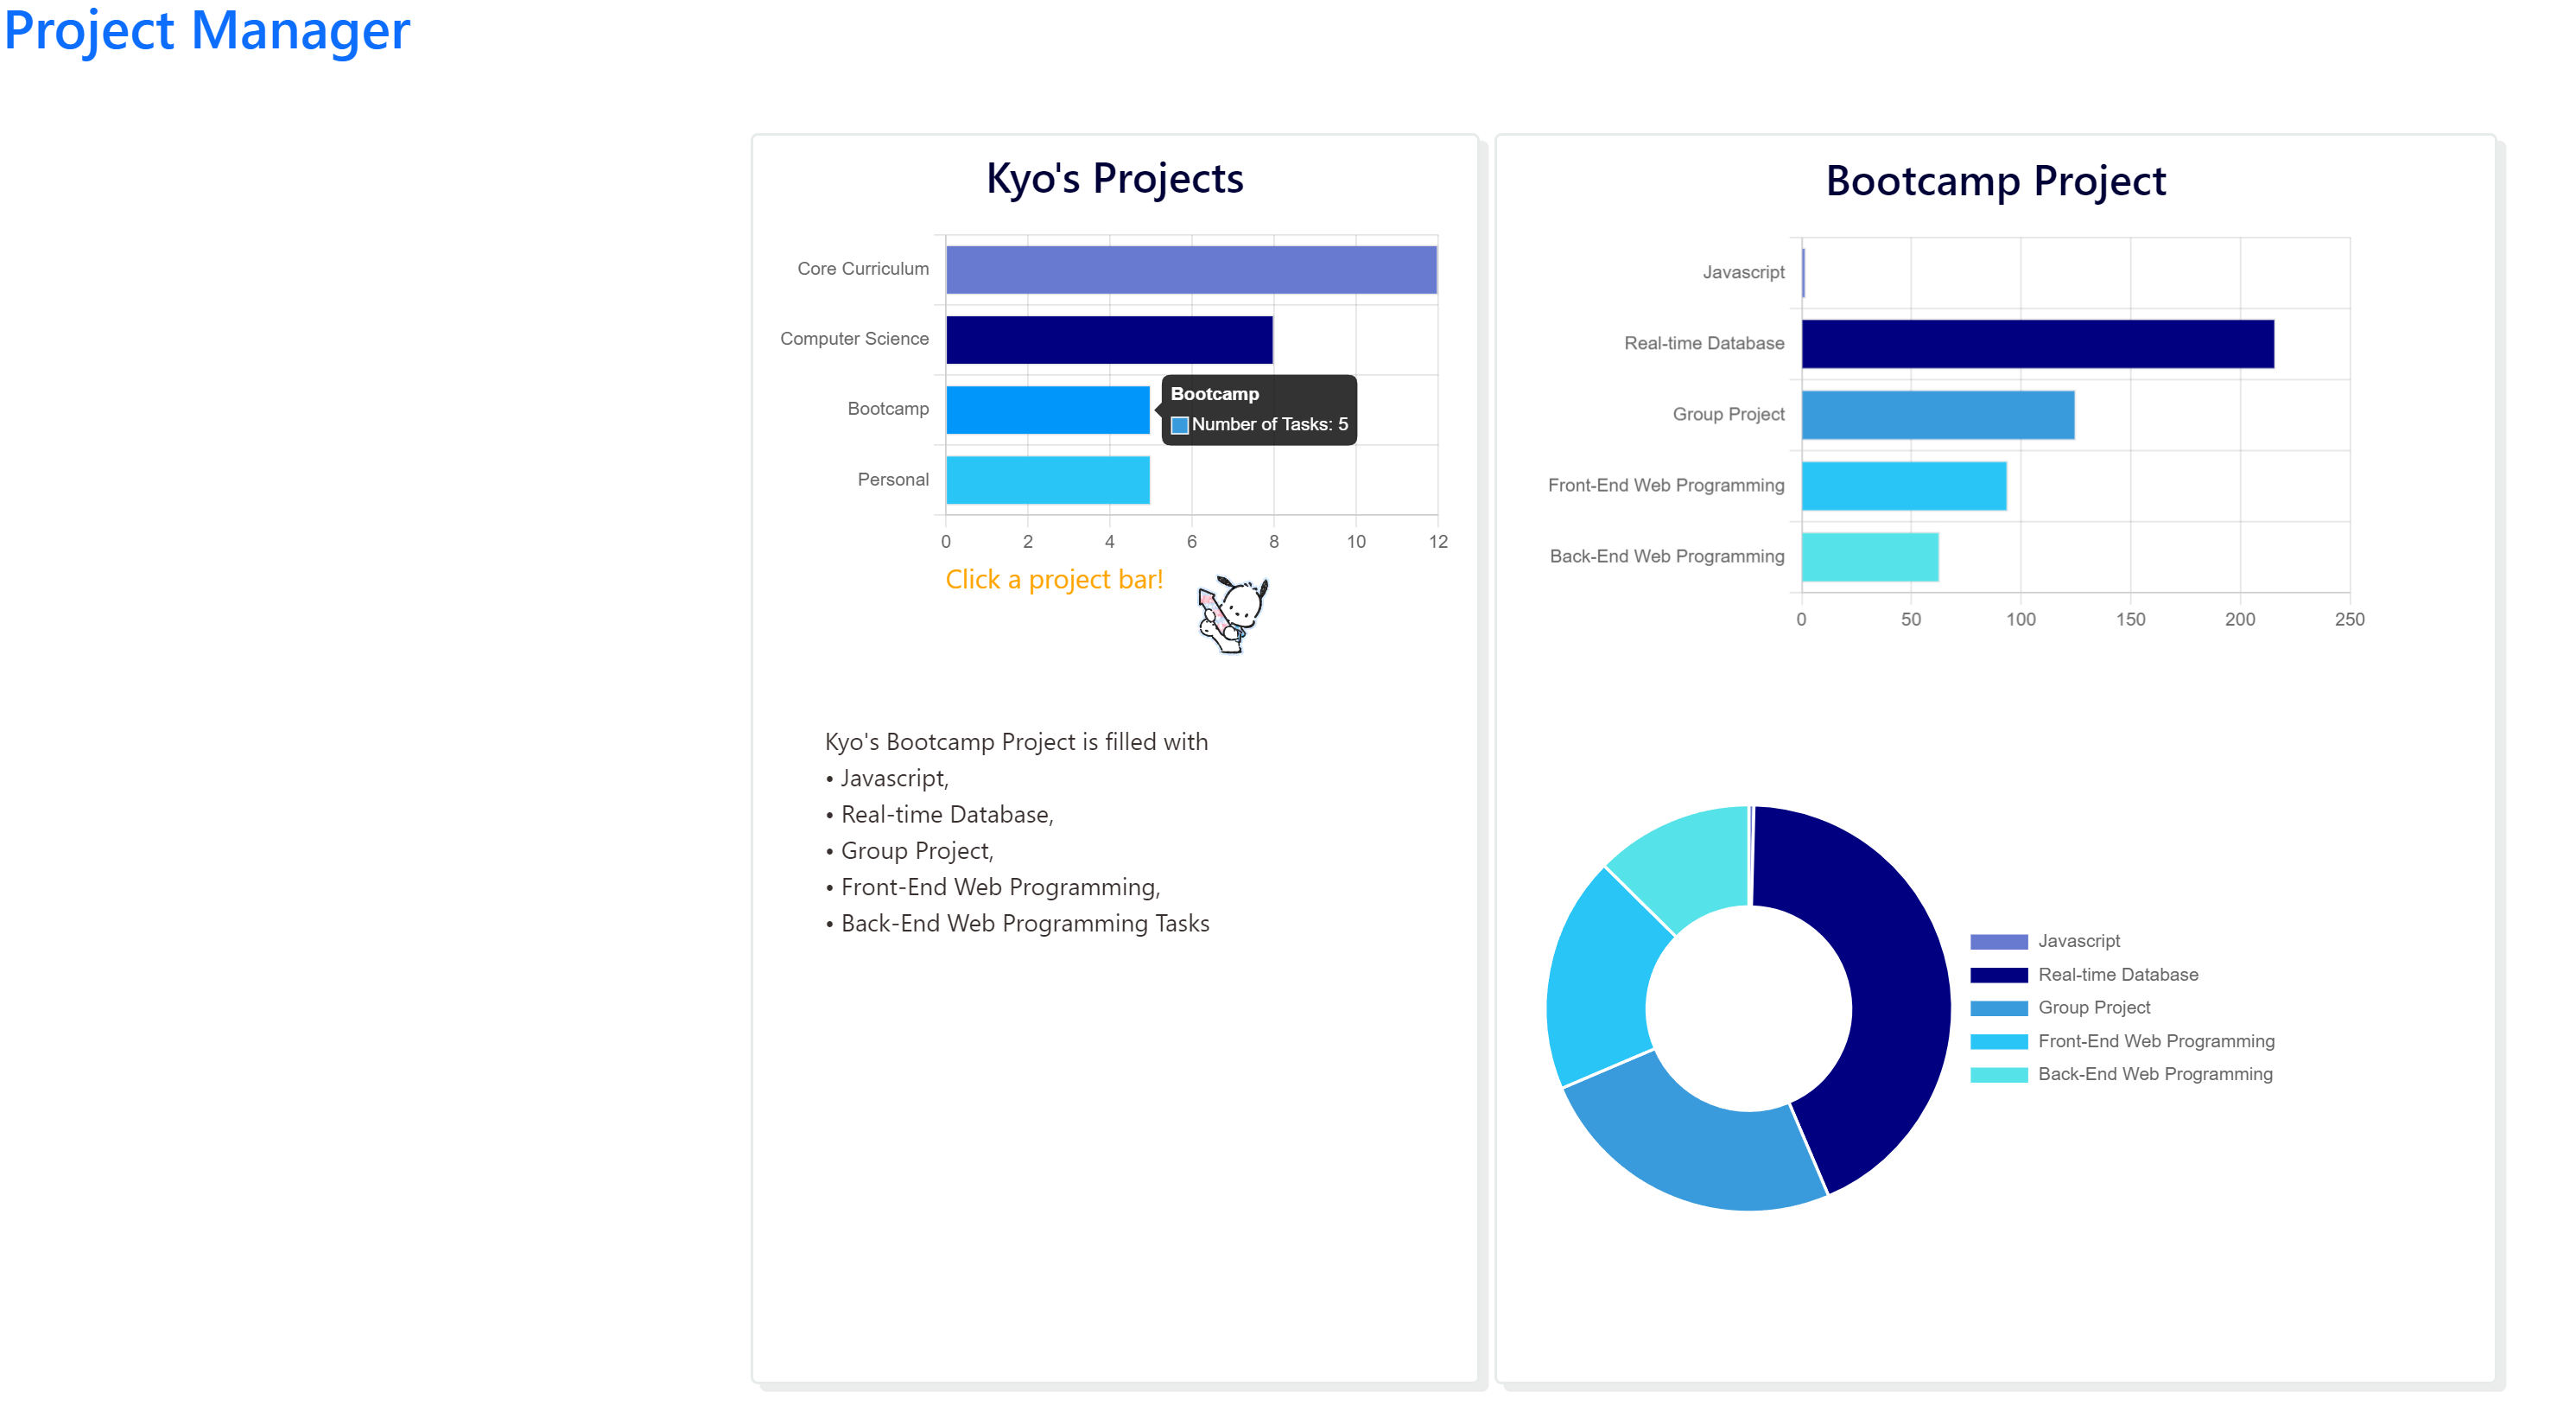 Project Manager
Kyo's Projects
Core Curriculum
Computer Science
Bootcamp
Personal
Bootcamp
Number of Tasks: 5
0 2 4 6 8 10 12
Click a project bar!
Kyo's Bootcamp Project is filled with
• Javascript,
• Real-time Database,
• Group Project,
• Front-End Web Programming,
• Back-End Web Programming Tasks
Bootcamp Project
Javascript
Real-time Database
Group Project
Front-End Web Programming
Back-End Web Programming
0 50 100 150 200 250
Javascript
Real-time Database
Group Project
Front-End Web Programming
Back-End Web Programming